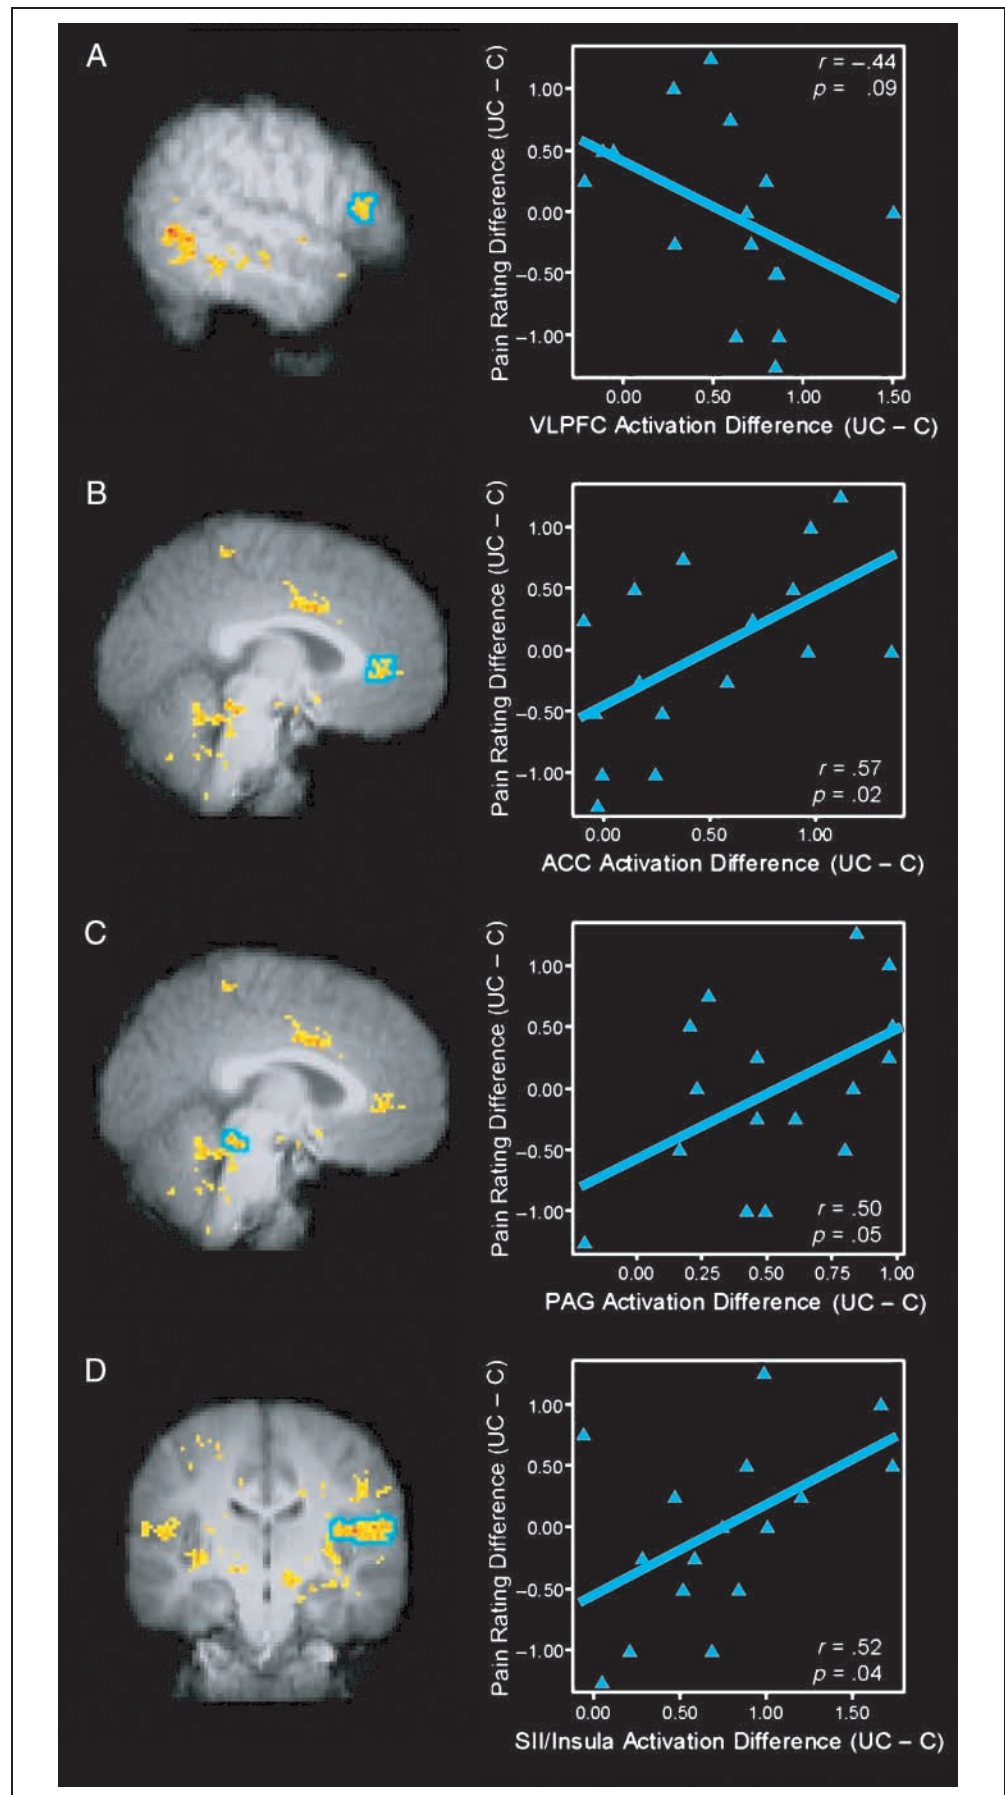 A
Pain Rating Difference (UC – C)
1.00
0.50
0.00
−0.50
−1.00
r = −.44
p = .09
0.00 0.50 1.00 1.50
VLPFC Activation Difference (UC – C)
B
Pain Rating Difference (UC – C)
1.00
0.50
0.00
−0.50
−1.00
r = .57
p = .02
0.00 0.50 1.00
ACC Activation Difference (UC – C)
C
Pain Rating Difference (UC – C)
1.00
0.50
0.00
−0.50
−1.00
r = .50
p = .05
0.00 0.25 0.50 0.75 1.00
PAG Activation Difference (UC – C)
D
Pain Rating Difference (UC – C)
1.00
0.50
0.00
−0.50
−1.00
r = .52
p = .04
0.00 0.50 1.00 1.50
SII/Insula Activation Difference (UC – C)